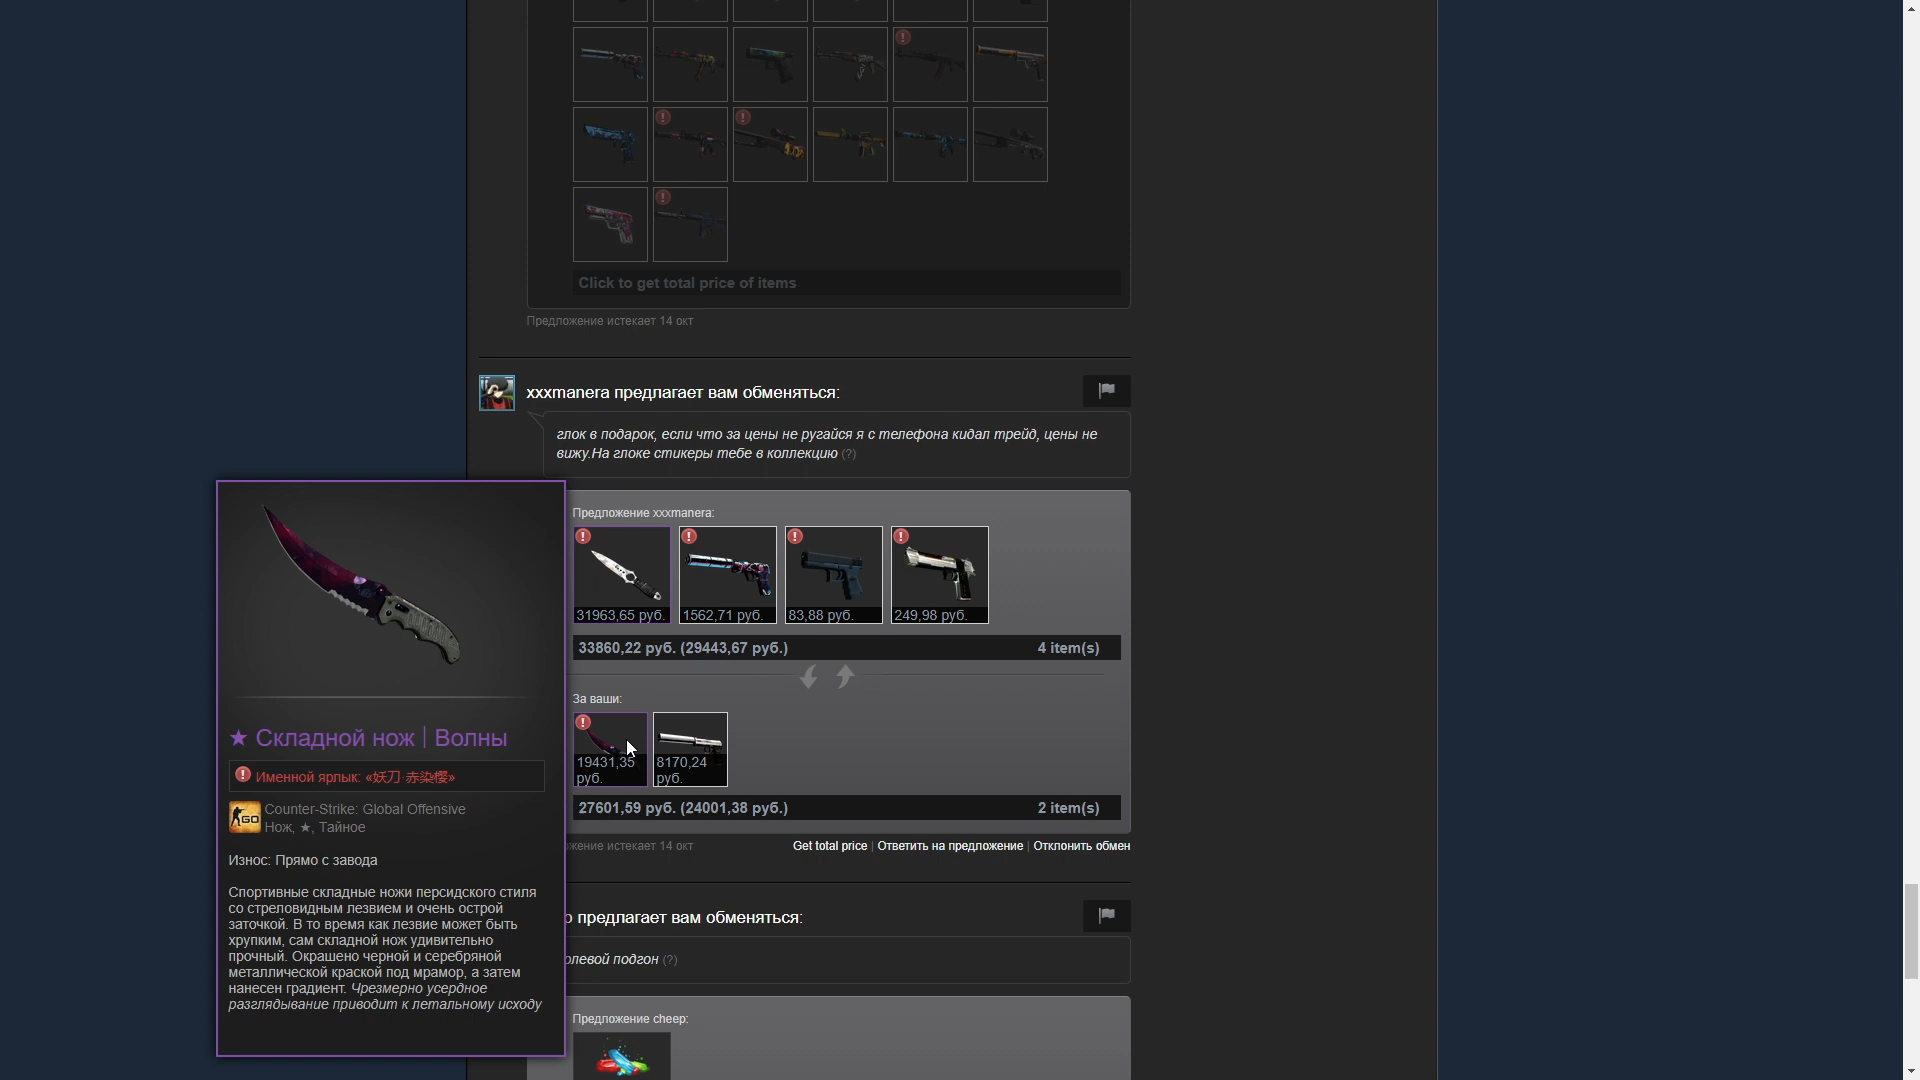 Click to get total price of items
Предложение истекает 14 окт
xxxmanera предлагает вам обменяться:
глок в подарок, если что за цены не ругайся я с телефона кидал трейд, цены не
вижу.На глоке стикеры тебе в коллекцию (?)
Предложение xxxmanera:
31963,65 руб.
1562,71 руб.
83,88 руб.
249,98 руб.
33860,22 руб. (29443,67 руб.)
4 item(s)
За ваши:
19431,35
руб.
8170,24
руб.
27601,59 руб. (24001,38 руб.)
2 item(s)
истекает 14 окт
Get total price | Ответить на предложение | Отклонить обмен
★ Складной нож | Волны
Именной ярлык: «妖刀·赤染樱»
GO
Counter-Strike: Global Offensive
Нож, ★, Тайное
Износ: Прямо с завода
Спортивные складные ножи персидского стиля
со стреловидным лезвием и очень острой
заточкой. В то время как лезвие может быть
хрупким, сам складной нож удивительно
прочный. Окрашено черной и серебряной
металлической краской под мрамор, а затем
нанесен градиент. Чрезмерно усердное
разглядывание приводит к летальному исходу
предлагает вам обменяться:
подгон (?)
Предложение cheep: